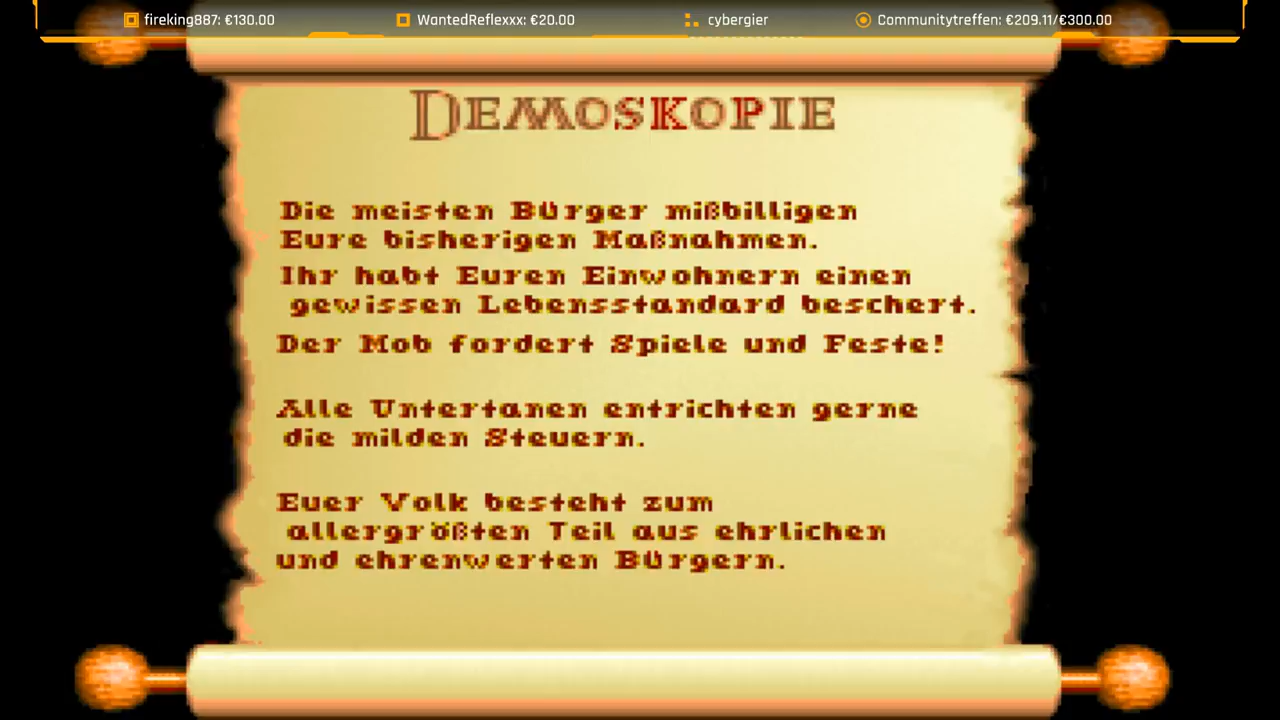 fireking887: €130.00 WantedReflexxx: €20.00 cybergier Communitytreffen: €209.11/€300.00
DEMOSKOPIE
Die meisten Bürger mißbilligen
Eure bisherigen Maßnahmen.
Ihr habt Euren Einwohnern einen
gewissen Lebensstandard beschert.
Der Mob fordert Spiele und Feste!
Alle Untertanen entrichten gerne
die milden Steuern.
Euer Volk besteht zum
allergrößten Teil aus ehrlichen
und ehrenwerten Bürgern.